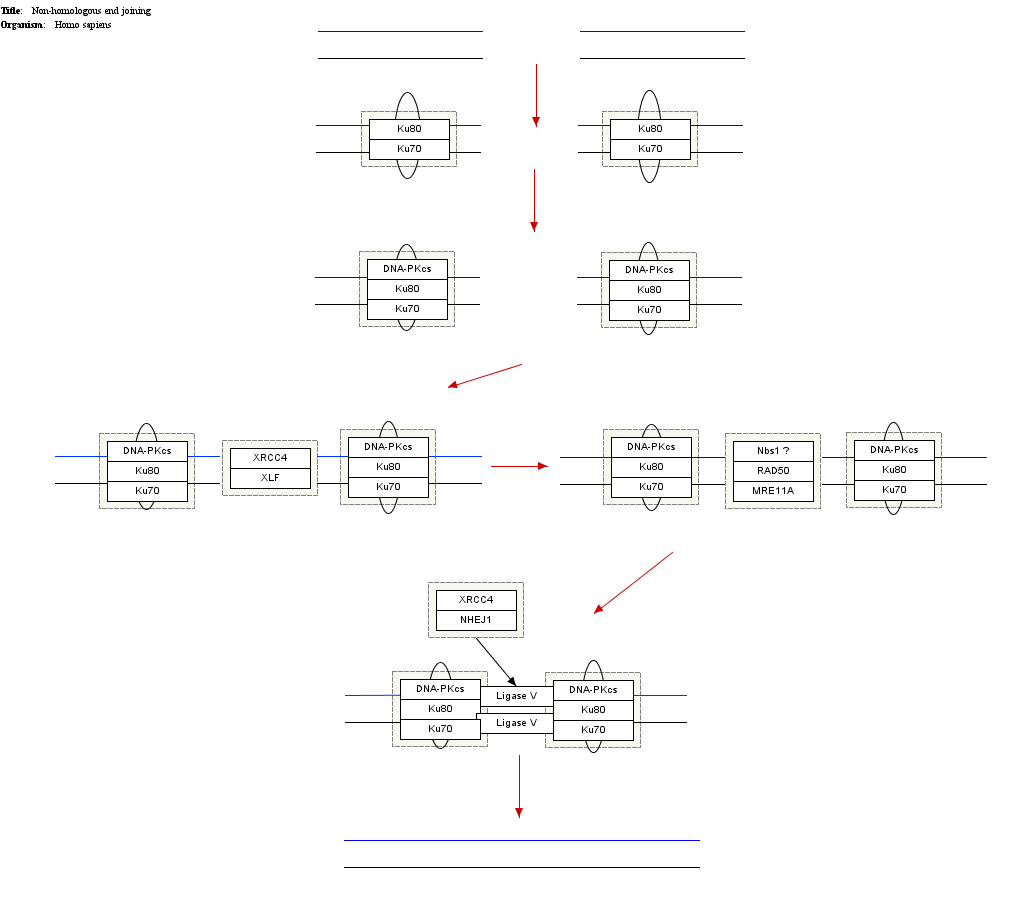 Title: Non-homologous end joining
Organism: Homo sapiens
Ku80
Ku70
Ku80
Ku70
DNA-PKcs
Ku80
Ku70
DNA-PKcs
Ku80
Ku70
DNA-PKcs
Ku80
Ku70
XRCC4
XLF
DNA-PKcs
Ku80
Ku70
DNA-PKcs
Ku80
Ku70
Nbs1 ?
RAD50
MRE11A
DNA-PKcs
Ku80
Ku70
XRCC4
NHEJ1
DNA-PKcs
Ku80
Ku70
Ligase V
Ligase V
DNA-PKcs
Ku80
Ku70